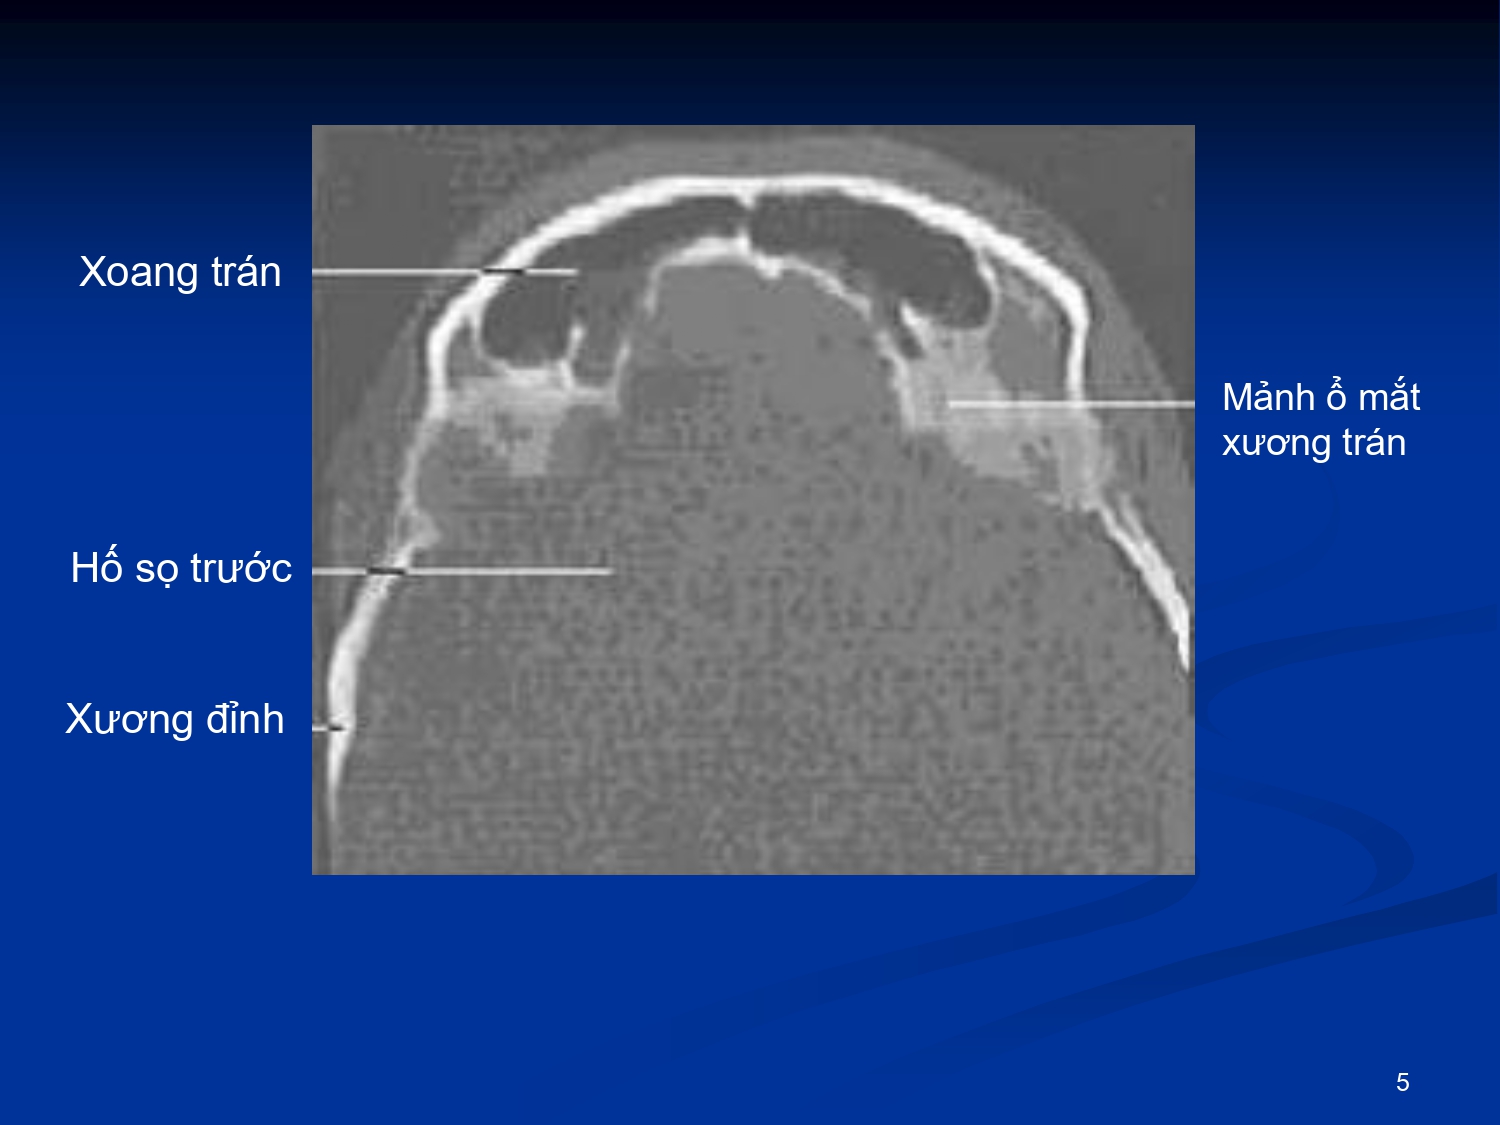 Xoang trán
Mảnh ổ mắt
xương trán
Hố sọ trước
Xương đỉnh
5